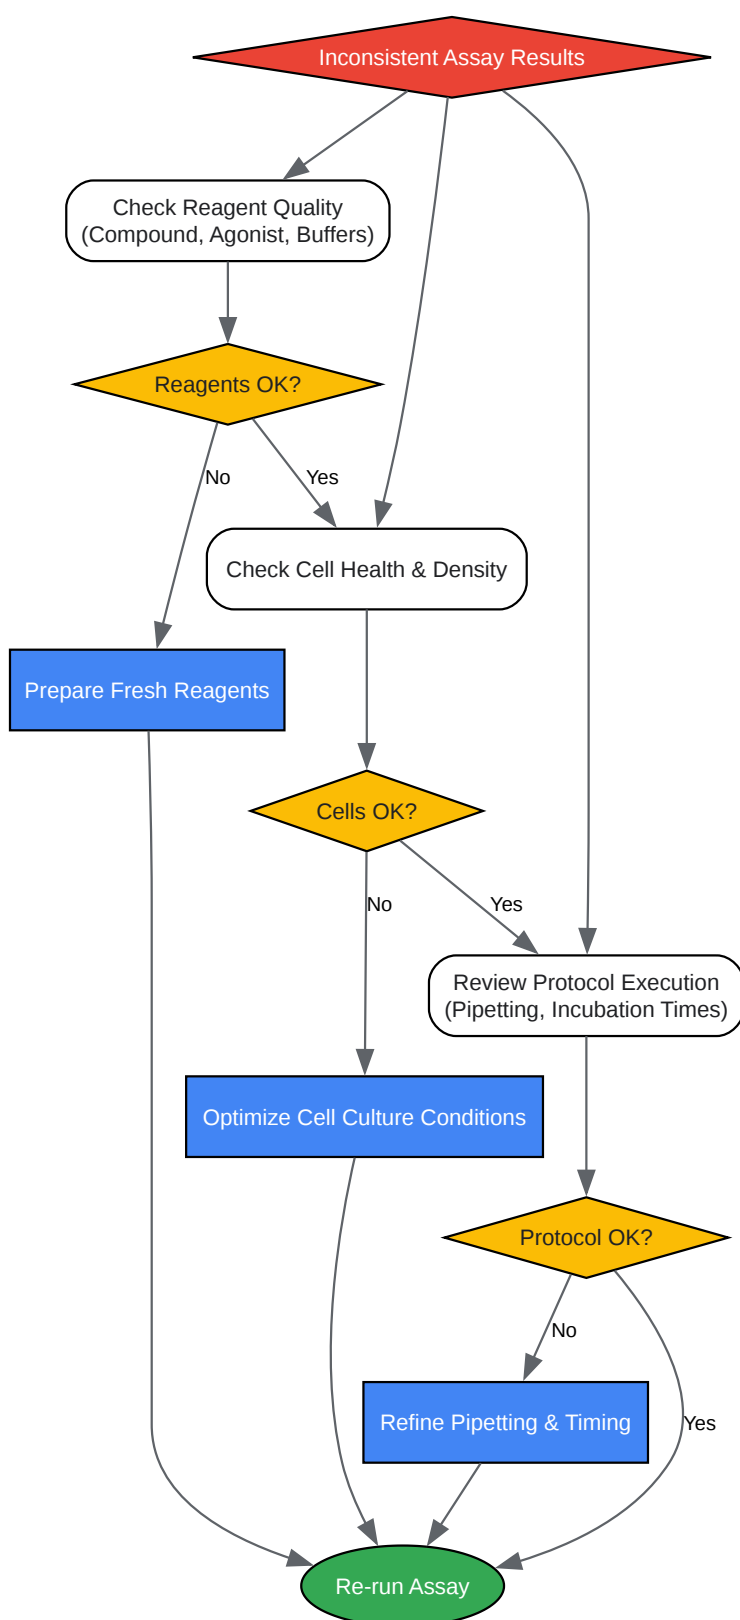 Inconsistent Assay Results
Check Reagent Quality
(Compound, Agonist, Buffers)
Reagents OK?
No
Yes
Check Cell Health & Density
Prepare Fresh Reagents
Cells OK?
No
Yes
Review Protocol Execution
(Pipetting, Incubation Times)
Optimize Cell Culture Conditions
Protocol OK?
No
Refine Pipetting & Timing
Yes
Re-run Assay